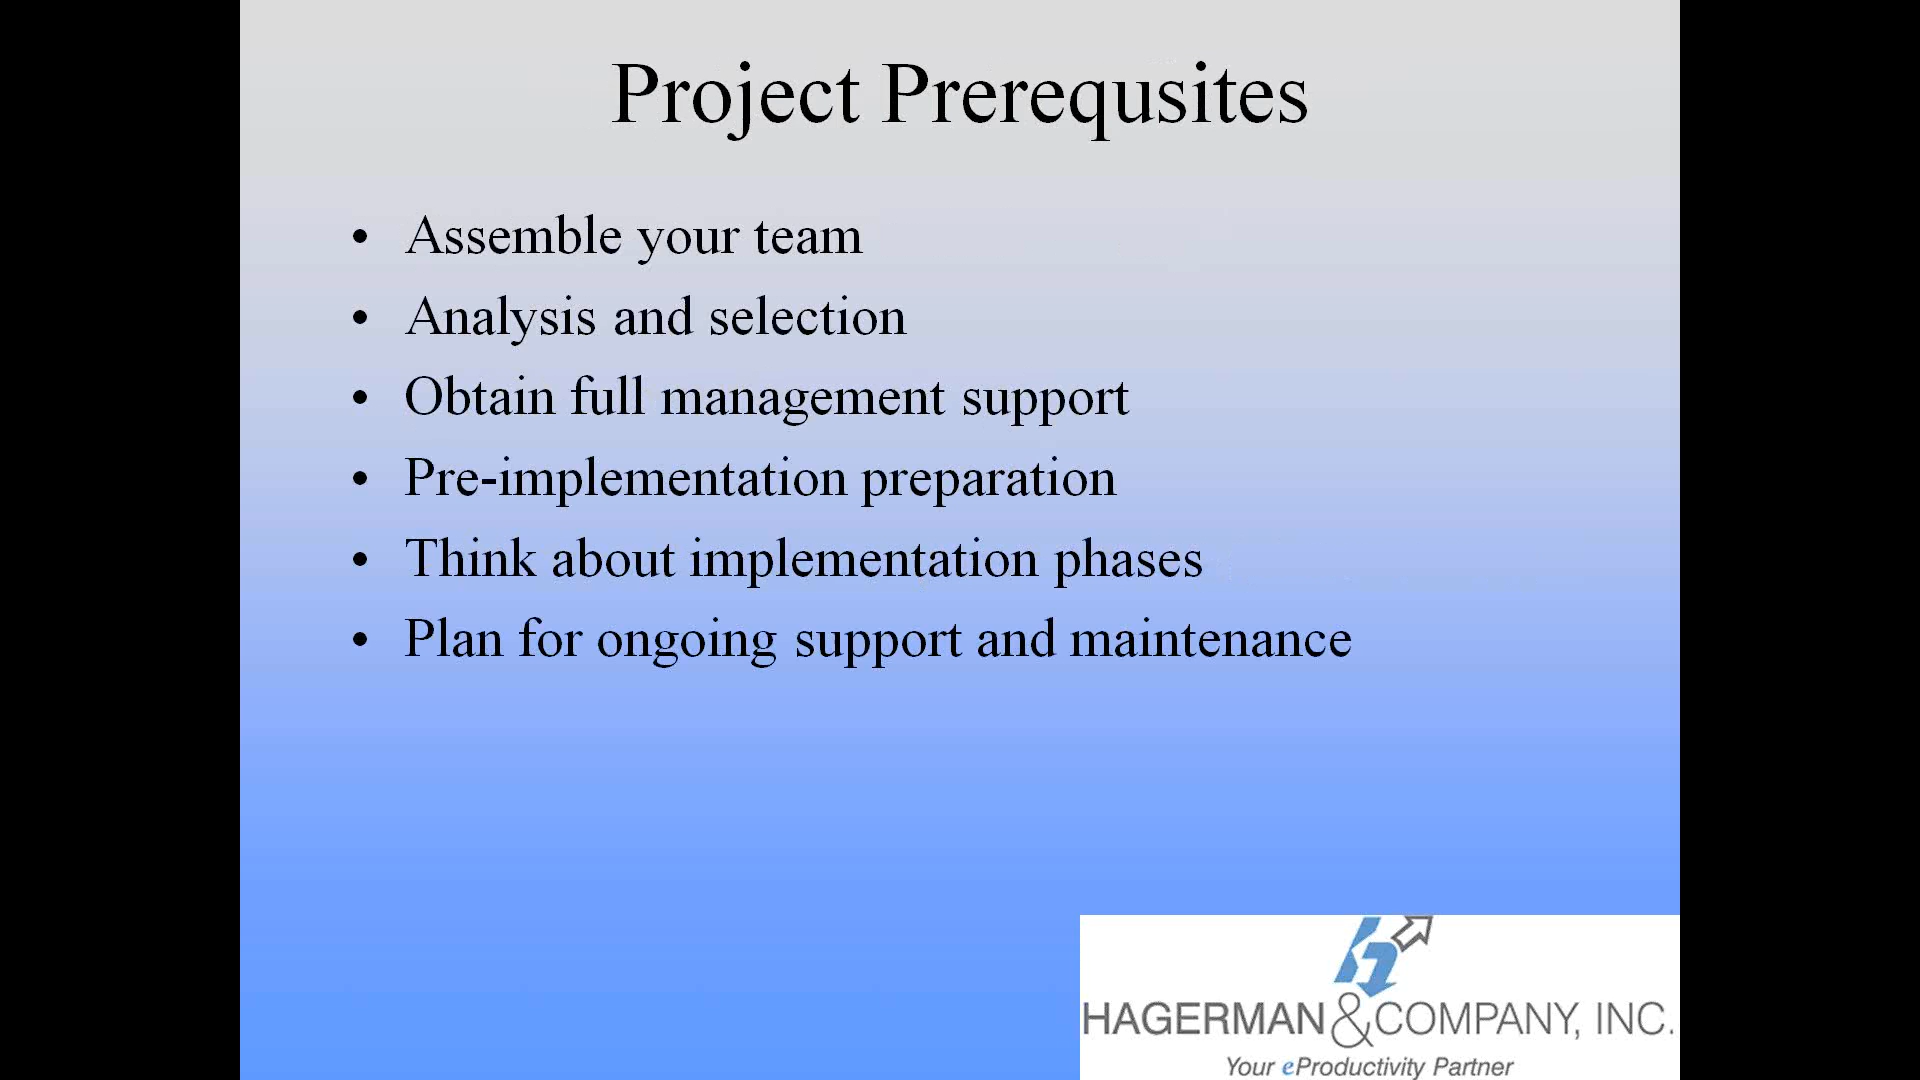 Project Prerequsites
• Assemble your team
• Analysis and selection
• Obtain full management support
• Pre-implementation preparation
• Think about implementation phases
• Plan for ongoing support and maintenance
HAGERMAN & COMPANY, INC.
Your eProductivity Partner